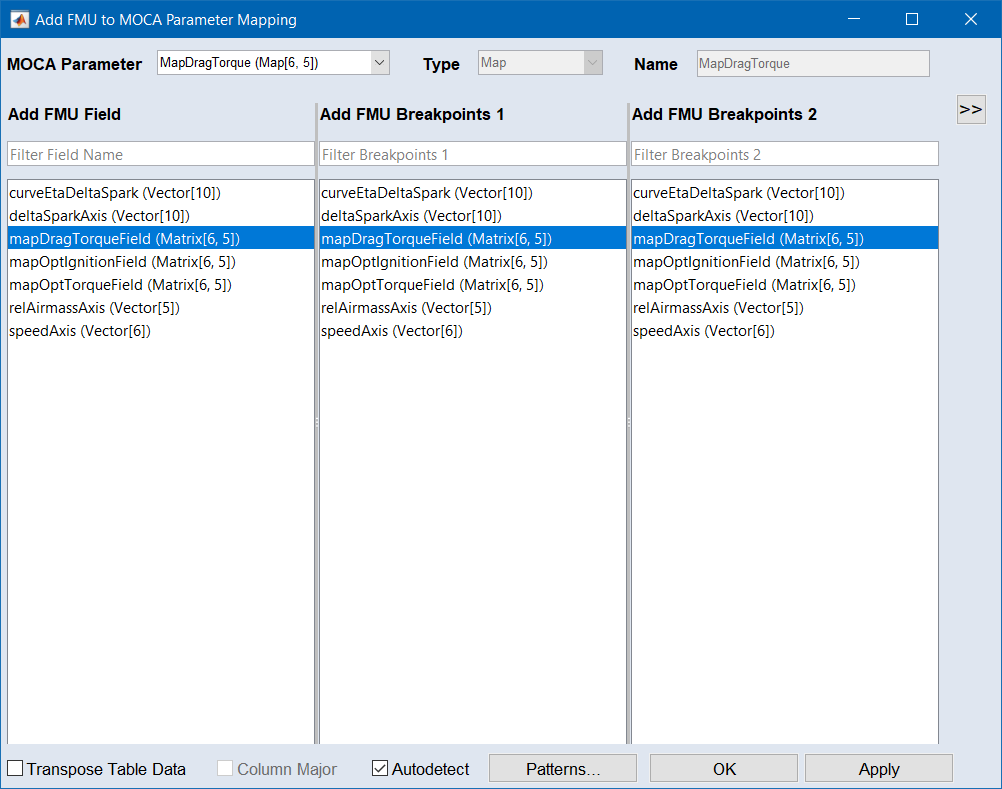 Add FMU to MOCA Parameter Mapping
MOCA Parameter MapDragTorque (Map[6, 5]) Type Map Name MapDragTorque
Add FMU Field Add FMU Breakpoints 1 Add FMU Breakpoints 2 >>
Filter Field Name Filter Breakpoints 1 Filter Breakpoints 2
curveEtaDeltaSpark (Vector[10]) curveEtaDeltaSpark (Vector[10]) curveEtaDeltaSpark (Vector[10])
deltaSparkAxis (Vector[10]) deltaSparkAxis (Vector[10]) deltaSparkAxis (Vector[10])
mapDragTorqueField (Matrix[6, 5]) mapDragTorqueField (Matrix[6, 5]) mapDragTorqueField (Matrix[6, 5])
mapOptIgnitionField (Matrix[6, 5]) mapOptIgnitionField (Matrix[6, 5]) mapOptIgnitionField (Matrix[6, 5])
mapOptTorqueField (Matrix[6, 5]) mapOptTorqueField (Matrix[6, 5]) mapOptTorqueField (Matrix[6, 5])
relAirmassAxis (Vector[5]) relAirmassAxis (Vector[5]) relAirmassAxis (Vector[5])
speedAxis (Vector[6]) speedAxis (Vector[6]) speedAxis (Vector[6])
Transpose Table Data Column Major Autodetect Patterns... OK Apply